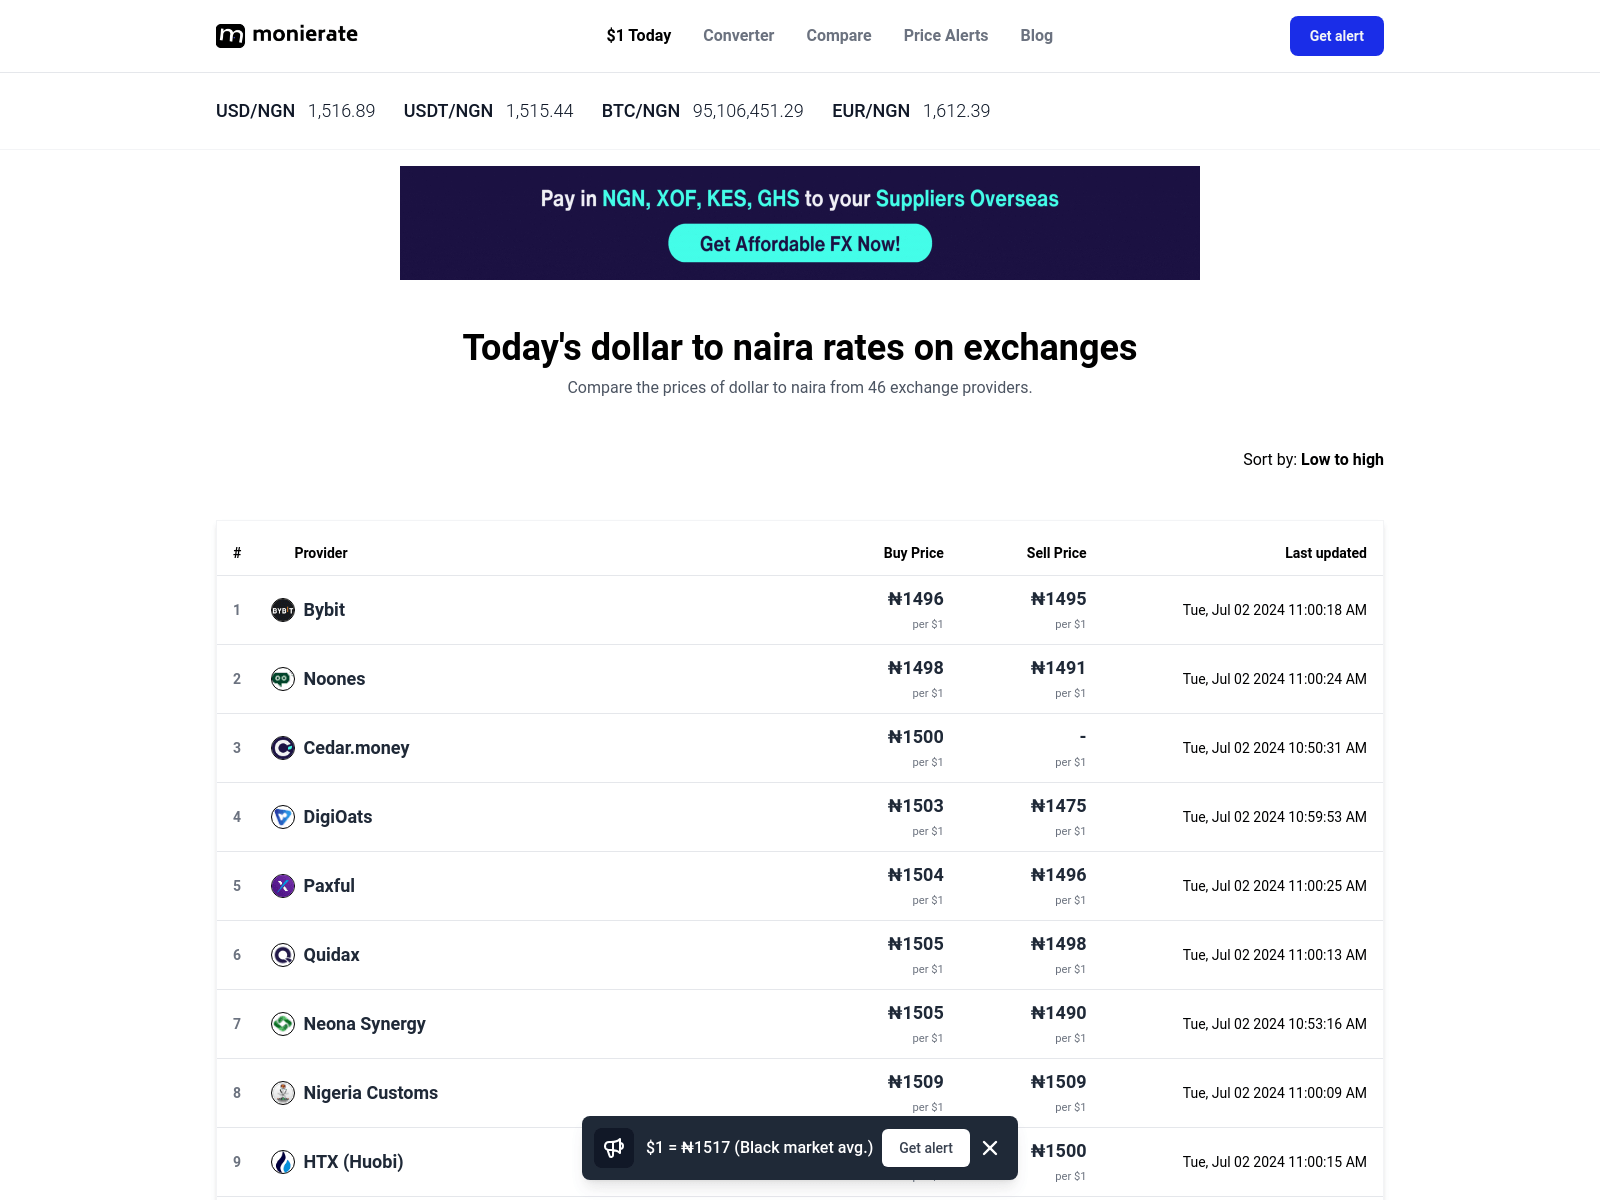 monierate
$1 Today Converter Compare Price Alerts Blog
Get alert
USD/NGN 1,516.89 USDT/NGN 1,515.44 BTC/NGN 95,106,451.29 EUR/NGN 1,612.39
Pay in NGN, XOF, KES, GHS to your Suppliers Overseas
Get Affordable FX Now!
Today's dollar to naira rates on exchanges
Compare the prices of dollar to naira from 46 exchange providers.
Sort by: Low to high
# Provider Buy Price Sell Price Last updated
1 BYBIT Bybit ₦1496 ₦1495 Tue, Jul 02 2024 11:00:18 AM
per $1 per $1
2 Noones ₦1498 ₦1491 Tue, Jul 02 2024 11:00:24 AM
per $1 per $1
3 Cedar.money ₦1500 - Tue, Jul 02 2024 10:50:31 AM
per $1 per $1
4 DigiOats ₦1503 ₦1475 Tue, Jul 02 2024 10:59:53 AM
per $1 per $1
5 Paxful ₦1504 ₦1496 Tue, Jul 02 2024 11:00:25 AM
per $1 per $1
6 Quidax ₦1505 ₦1498 Tue, Jul 02 2024 11:00:13 AM
per $1 per $1
7 Neona Synergy ₦1505 ₦1490 Tue, Jul 02 2024 10:53:16 AM
per $1 per $1
8 Nigeria Customs ₦1509 ₦1509 Tue, Jul 02 2024 11:00:09 AM
per $1 per $1
9 HTX (Huobi) ₦1500 Tue, Jul 02 2024 11:00:15 AM
per $1
$1 = ₦1517 (Black market avg.) Get alert